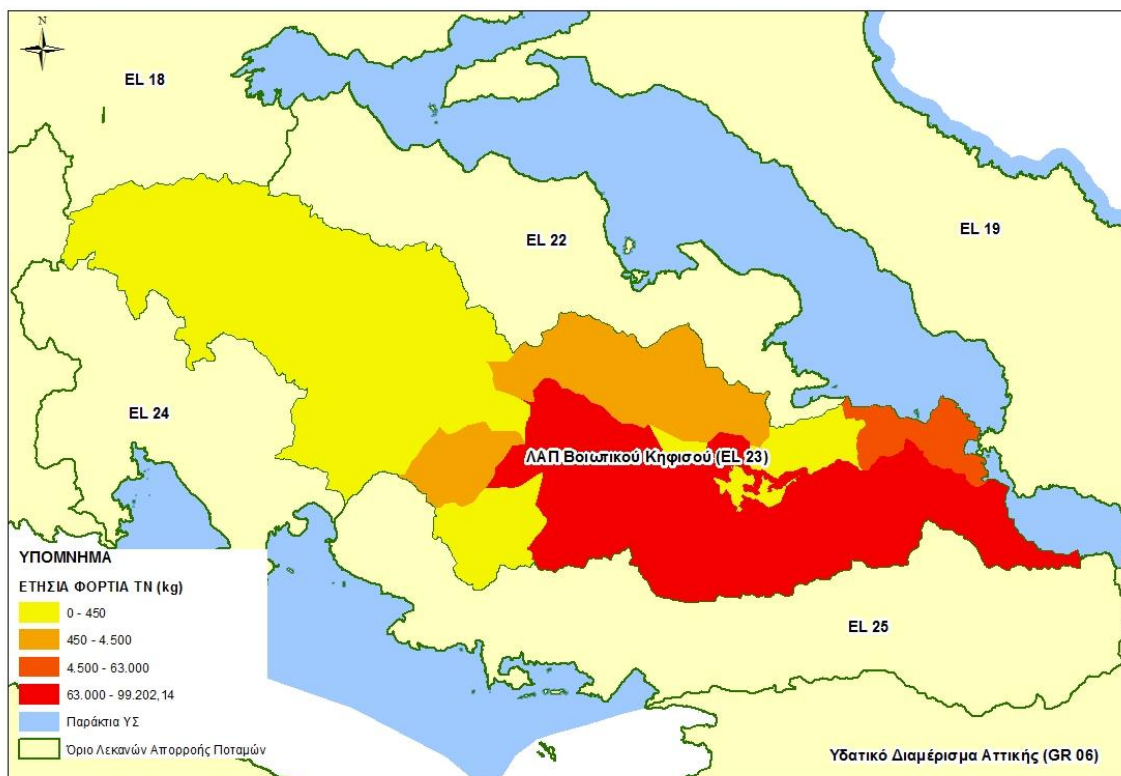 N
EL 18
EL 22
EL 19
EL 24
ΛΑΠ Βοιωτικού Κηφισού (EL 23)
EL 25
ΥΠΟΜΝΗΜΑ
ΕΤΗΣΙΑ ΦΟΡΤΙΑ ΤΝ (kg)
0 - 450
450 - 4.500
4.500 - 63.000
63.000 - 99.202,14
Παράκτια ΥΣ
Όριο Λεκανών Απορροής Ποταμών
Υδατικό Διαμέρισμα Αττικής (GR 06)